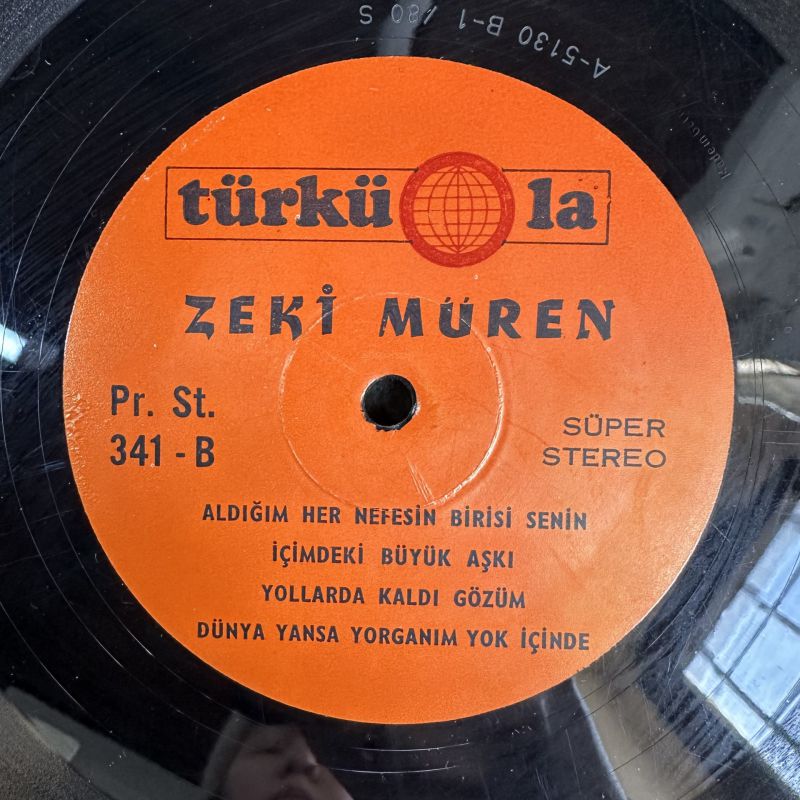 A-5130 B-1 /80 S
türkü la
ZEKİ MÜREN
Pr. St.
341 - B
SÜPER
STEREO
ALDIĞIM HER NEFESİN BİRİSİ SENİN
İÇİMDEKİ BÜYÜK AŞKI
YOLLARDA KALDI GÖZÜM
DÜNYA YANSA YORGANIM YOK İÇİNDE